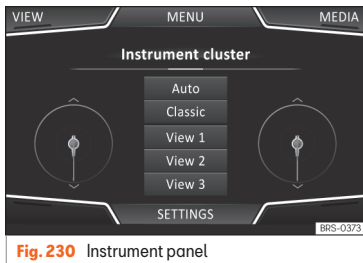 VIEW MENU MEDIA
Instrument cluster
Auto
Classic
View 1
View 2
View 3
SETTINGS
BRS-0373
Fig. 230 Instrument panel